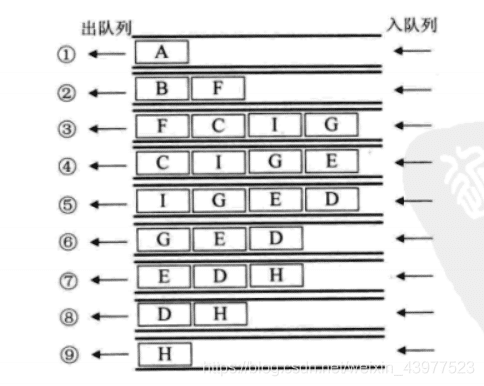 出队列 入队列
① A
② B F
③ F C I G
④ C I G E
⑤ I G E D
⑥ G E D
⑦ E D H
⑧ D H
⑨ H
https://blog.csdn.net/weixin_43977523